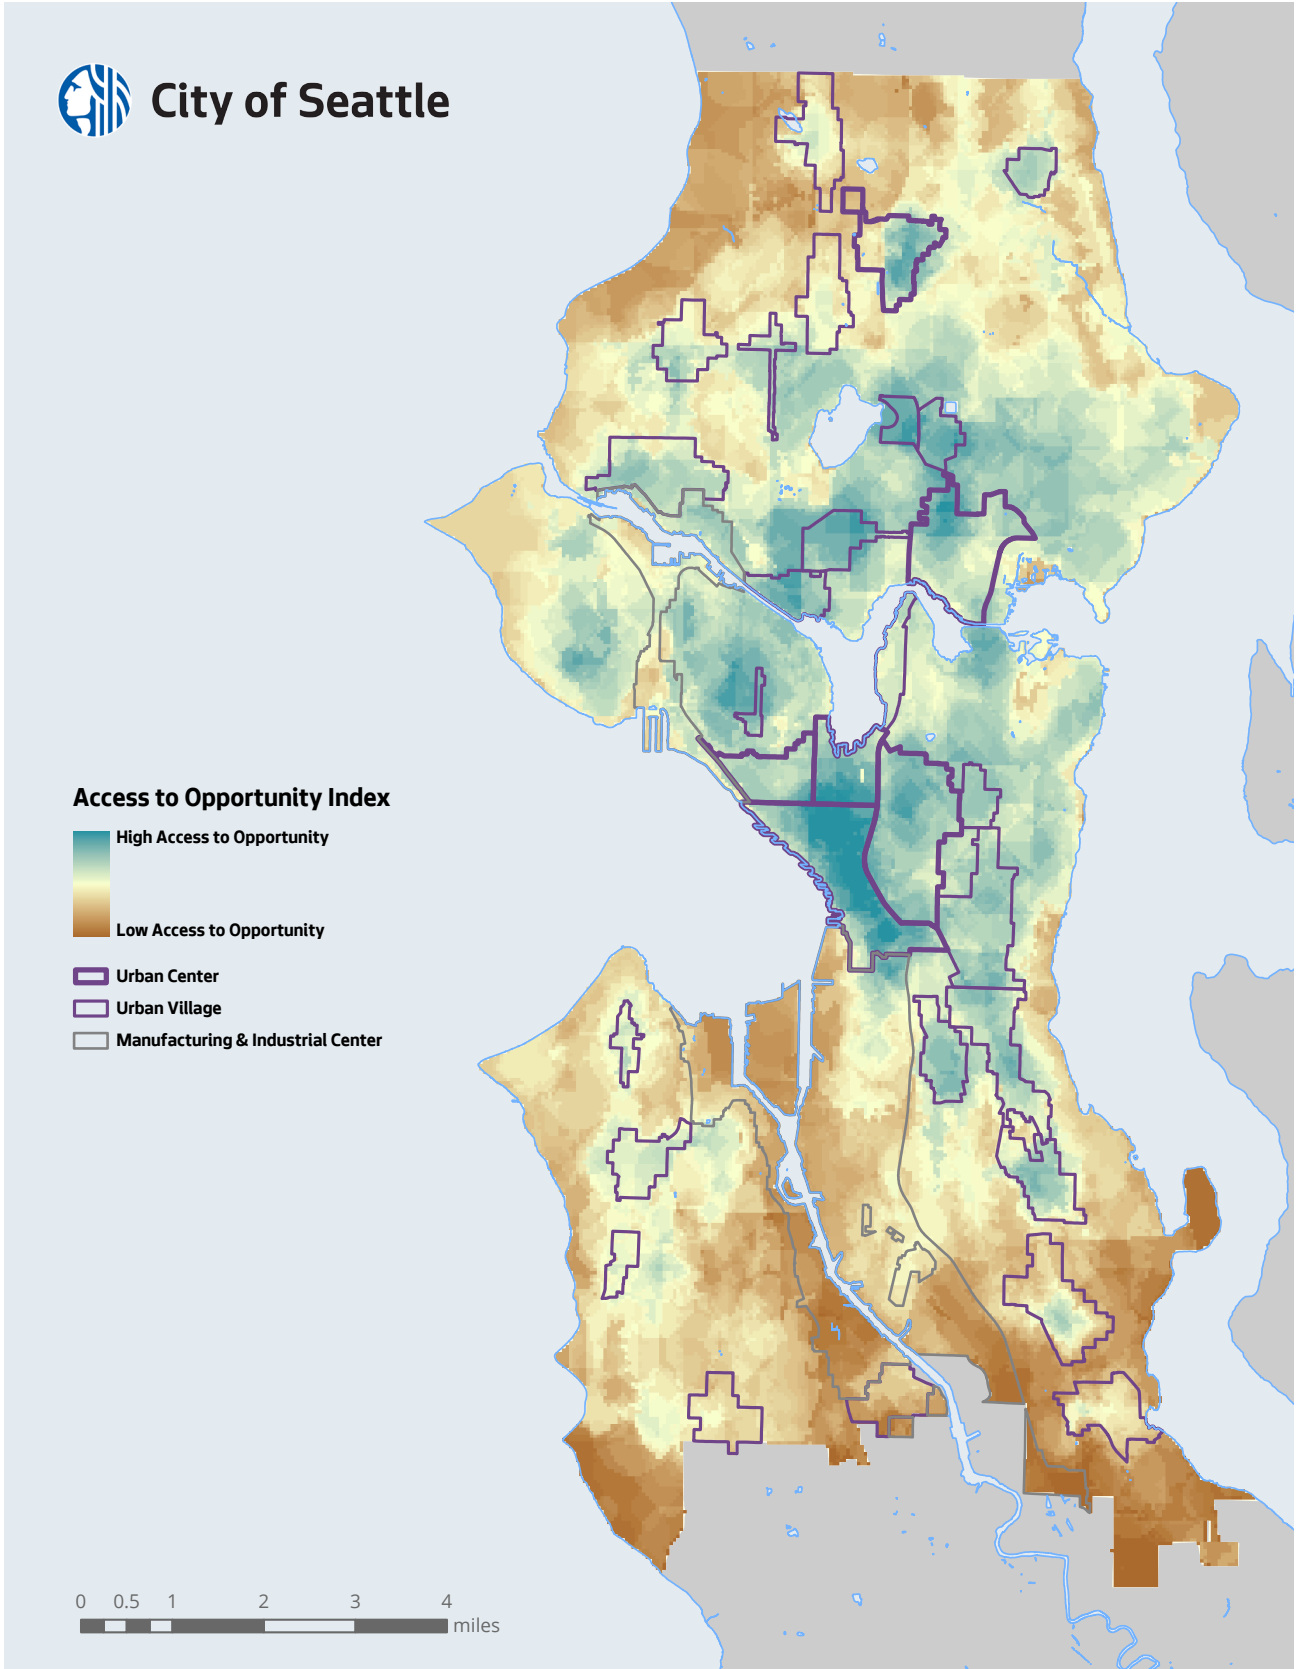 City of Seattle
Access to Opportunity Index
High Access to Opportunity
Low Access to Opportunity
Urban Center
Urban Village
Manufacturing & Industrial Center
0 0.5 1 2 3 4
miles